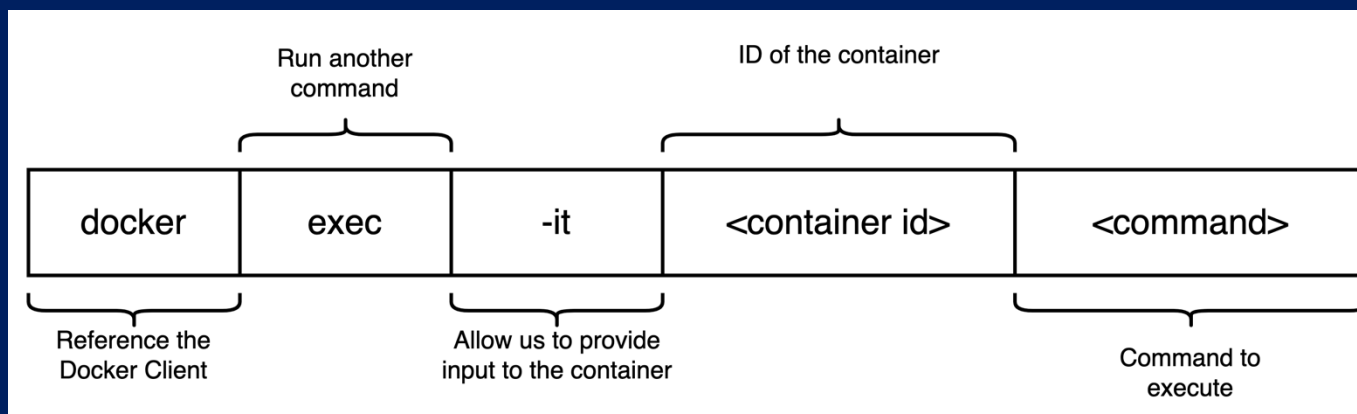 Run another
command
ID of the container
docker
exec
-it
<container id>
<command>
Reference the
Docker Client
Allow us to provide
input to the container
Command to
execute